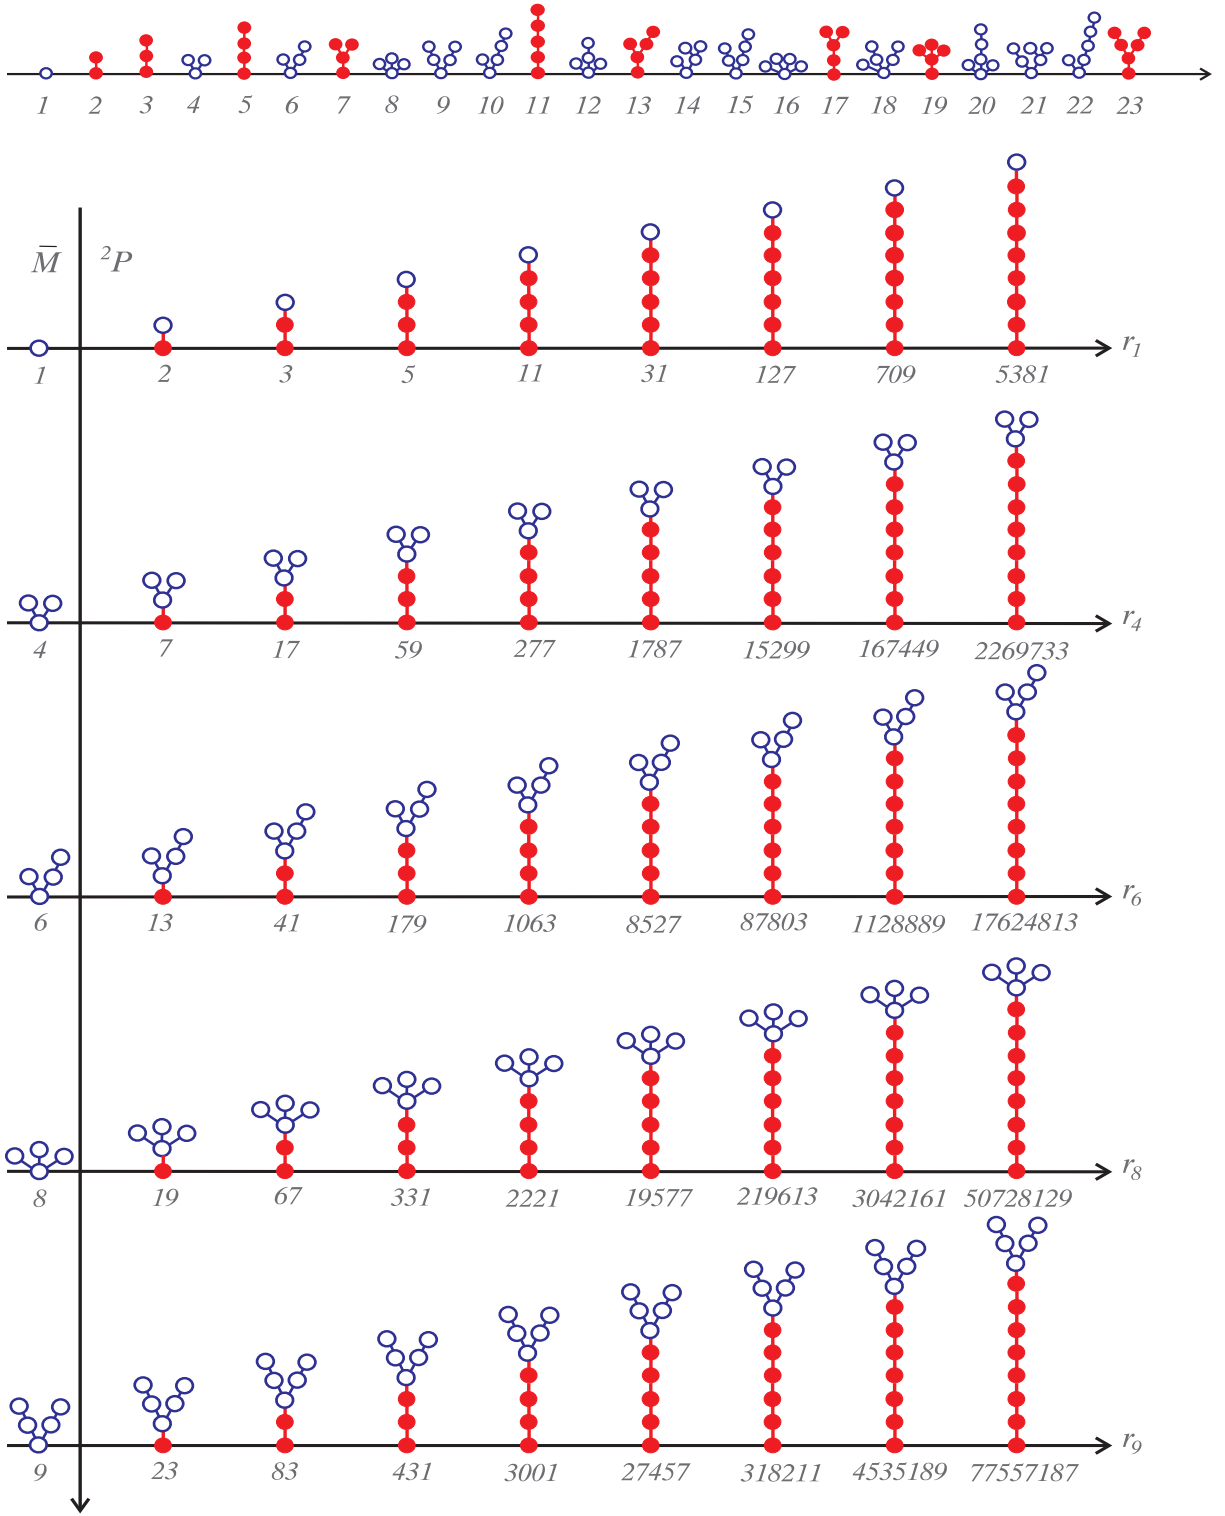 1 2 3 4 5 6 7 8 9 10 11 12 13 14 15 16 17 18 19 20 21 22 23
M̅ ²P
1 2 3 5 11 31 127 709 5381 r₁
4 7 17 59 277 1787 15299 167449 2269733 r₄
6 13 41 179 1063 8527 87803 1128889 17624813 r₆
8 19 67 331 2221 19577 219613 3042161 50728129 r₈
9 23 83 431 3001 27457 318211 4535189 77557187 r₉